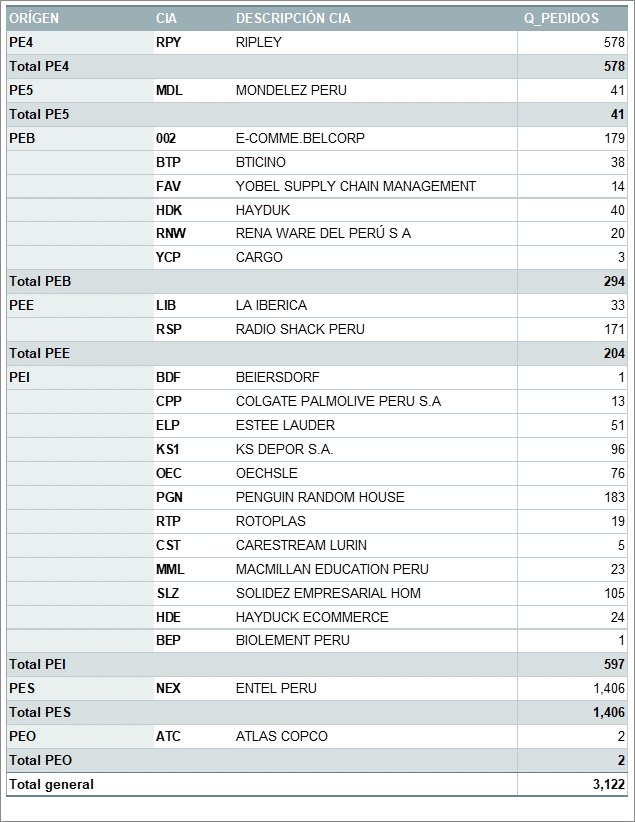 ORÍGEN CIA DESCRIPCIÓN CIA Q_PEDIDOS
PE4 RPY RIPLEY 578
Total PE4 578
PE5 MDL MONDELEZ PERU 41
Total PE5 41
PEB 002 E-COMME.BELCORP 179
BTP BTICINO 38
FAV YOBEL SUPPLY CHAIN MANAGEMENT 14
HDK HAYDUK 40
RNW RENA WARE DEL PERÚ S A 20
YCP CARGO 3
Total PEB 294
PEE LIB LA IBERICA 33
RSP RADIO SHACK PERU 171
Total PEE 204
PEI BDF BEIERSDORF 1
CPP COLGATE PALMOLIVE PERU S.A 13
ELP ESTEE LAUDER 51
KS1 KS DEPOR S.A. 96
OEC OECHSLE 76
PGN PENGUIN RANDOM HOUSE 183
RTP ROTOPLAS 19
CST CARESTREAM LURIN 5
MML MACMILLAN EDUCATION PERU 23
SLZ SOLIDEZ EMPRESARIAL HOM 105
HDE HAYDUCK ECOMMERCE 24
BEP BIOLEMENT PERU 1
Total PEI 597
PES NEX ENTEL PERU 1,406
Total PES 1,406
PEO ATC ATLAS COPCO 2
Total PEO 2
Total general 3,122